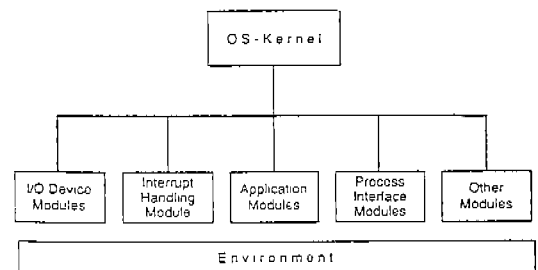 OS-Kernel
I/O Device
Modules
Interrupt
Handling
Module
Application
Modules
Process
Interface
Modules
Other
Modules
Environment